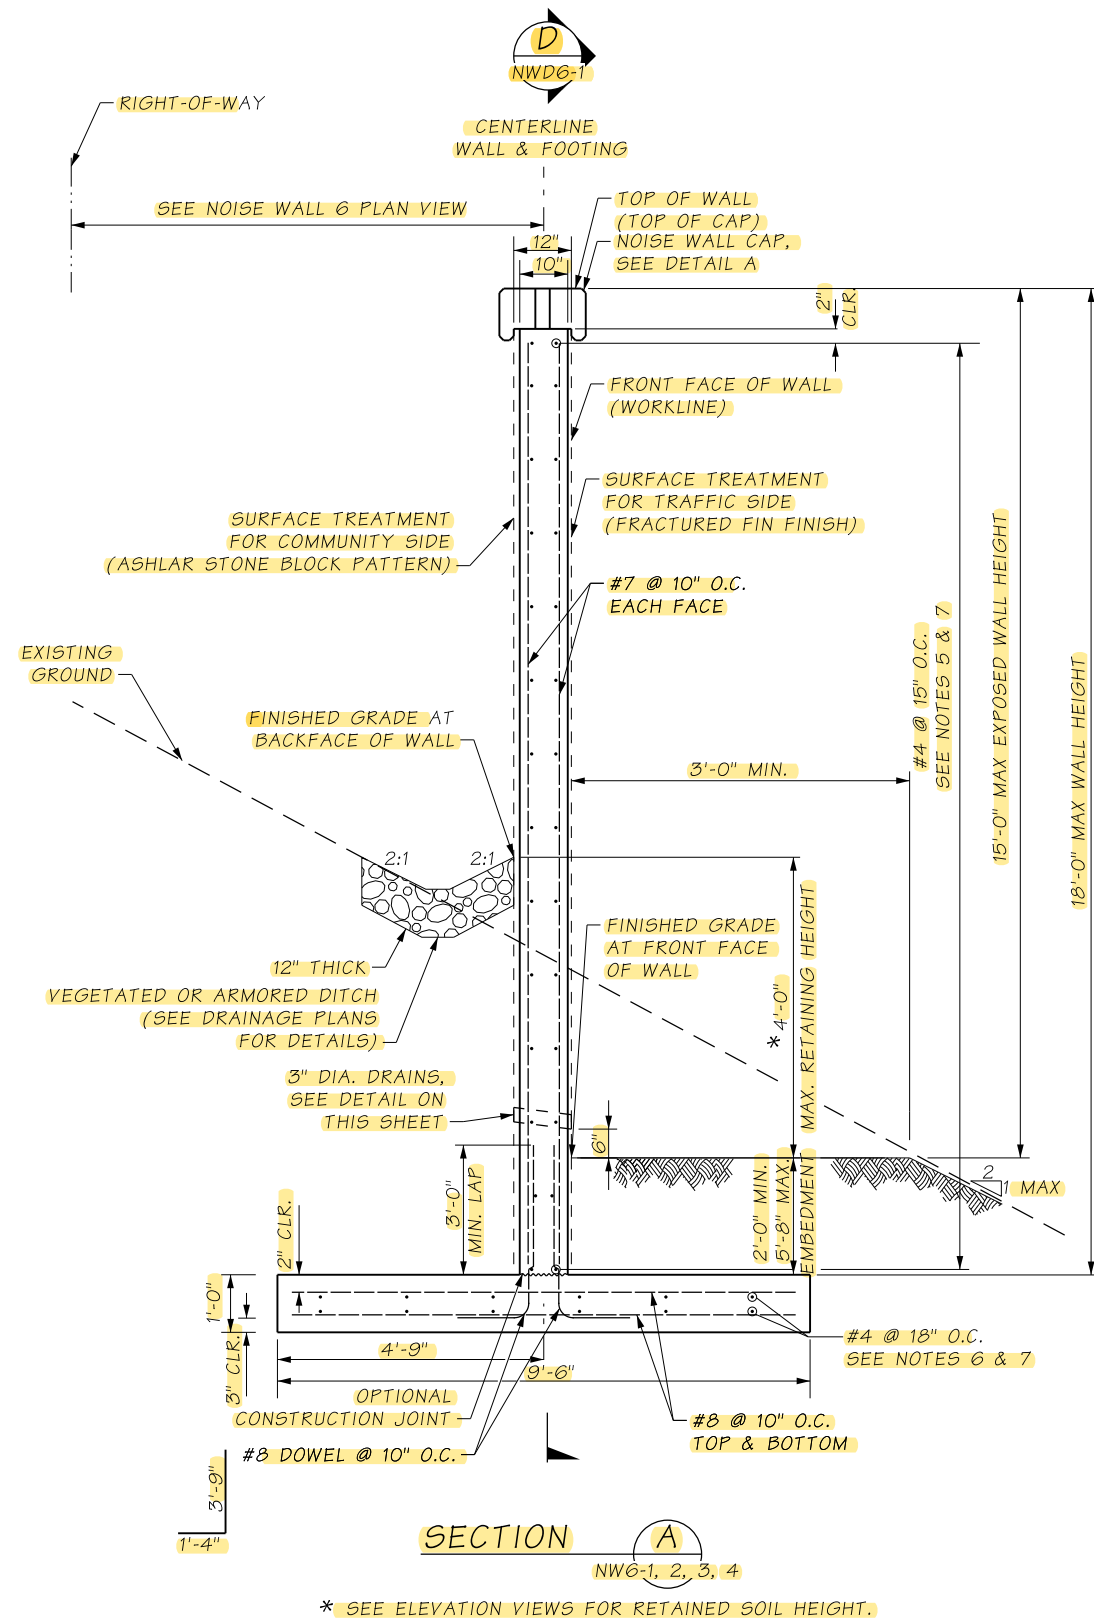 D
NWD6-1
RIGHT-OF-WAY
CENTERLINE
WALL & FOOTING
SEE NOISE WALL 6 PLAN VIEW
TOP OF WALL
(TOP OF CAP)
NOISE WALL CAP,
SEE DETAIL A
12"
10"
2"
CLR.
FRONT FACE OF WALL
(WORKLINE)
SURFACE TREATMENT
FOR TRAFFIC SIDE
(FRACTURED FIN FINISH)
SURFACE TREATMENT
FOR COMMUNITY SIDE
(ASHLAR STONE BLOCK PATTERN)
#7 @ 10" O.C.
EACH FACE
#4 @ 15" O.C.
SEE NOTES 5 & 7
15'-0" MAX EXPOSED WALL HEIGHT
18'-0" MAX WALL HEIGHT
EXISTING
GROUND
FINISHED GRADE AT
BACKFACE OF WALL
3'-0" MIN.
2:1
2:1
FINISHED GRADE
AT FRONT FACE
OF WALL
12" THICK
VEGETATED OR ARMORED DITCH
(SEE DRAINAGE PLANS
FOR DETAILS)
* 4'-0"
MAX. RETAINING HEIGHT
3" DIA. DRAINS,
SEE DETAIL ON
THIS SHEET
6"
3'-0"
MIN. LAP
2'-0" MIN.
5'-8" MAX.
EMBEDMENT
2
1 MAX
2" CLR.
1'-0"
3" CLR.
4'-9"
9'-6"
#4 @ 18" O.C.
SEE NOTES 6 & 7
OPTIONAL
CONSTRUCTION JOINT
#8 DOWEL @ 10" O.C.
#8 @ 10" O.C.
TOP & BOTTOM
3'-9"
1'-4"
SECTION
A
NW6-1, 2, 3, 4
* SEE ELEVATION VIEWS FOR RETAINED SOIL HEIGHT.